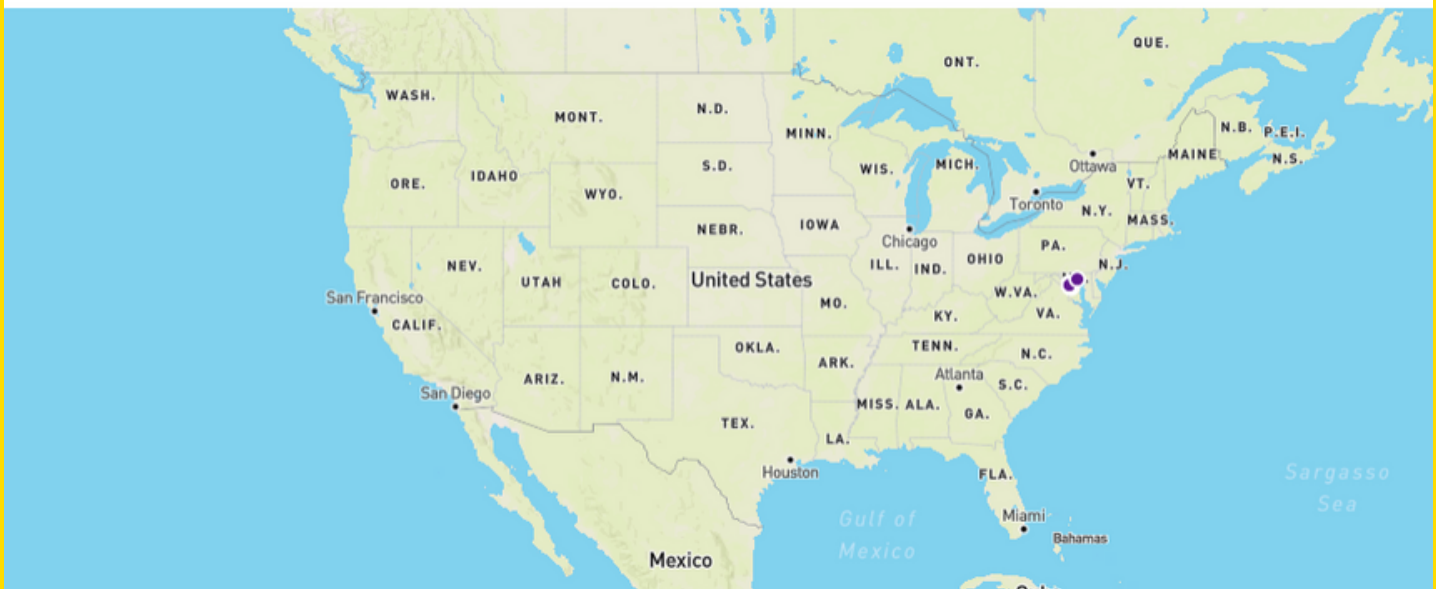 QUE.
ONT.
WASH.
N.D.
MONT.
MINN.
N.B.
P.E.I.
MAINE
N.S.
Ottawa
WIS.
MICH.
S.D.
IDAHO
ORE.
WYO.
VT.
Toronto
N.Y.
MASS.
NEBR.
IOWA
Chicago
PA.
OHIO
N.J.
ILL.
IND.
NEV.
UTAH
COLO.
United States
W.VA.
VA.
San Francisco
CALIF.
MO.
KY.
OKLA.
TENN.
N.C.
ARK.
ARIZ.
N.M.
Atlanta
S.C.
San Diego
MISS.
ALA.
GA.
TEX.
LA.
Houston
FLA.
Sargasso
Sea
Gulf of
Mexico
Miami
Bahamas
Mexico